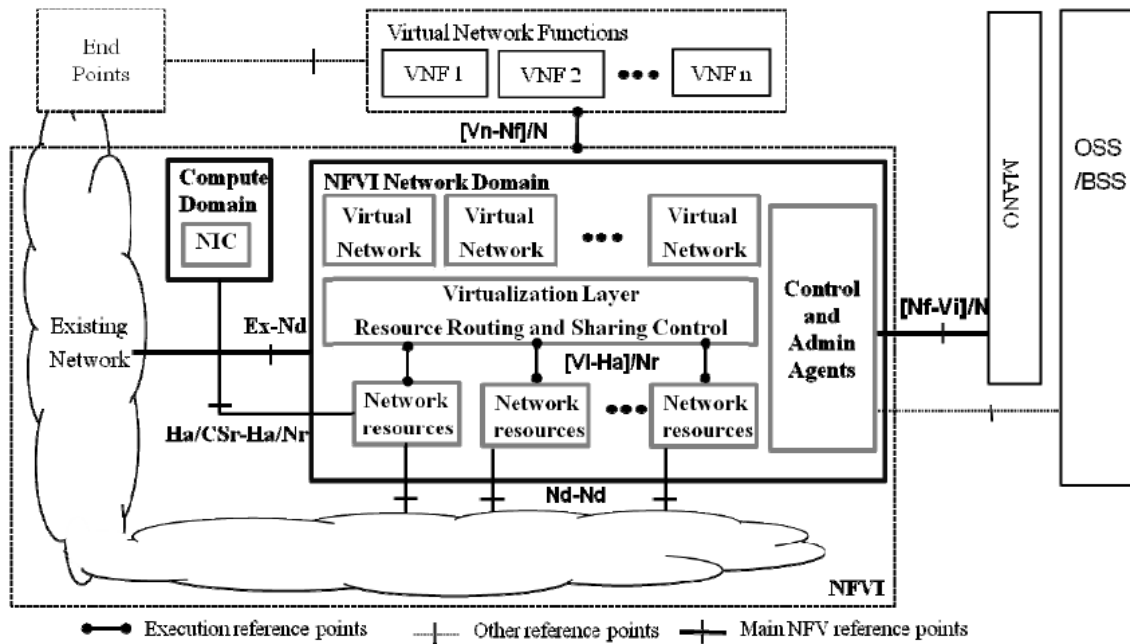 End
Points
Virtual Network Functions
VNF 1
VNF 2
VNF n
[Vn-Nf]/N
MANO
OSS
/BSS
Compute
Domain
NIC
NFVI Network Domain
Virtual
Network
Virtual
Network
Virtual
Network
Virtualization Layer
Resource Routing and Sharing Control
Control
and
Admin
Agents
[Nf-Vi]/N
Existing
Network
Ex-Nd
[VI-Ha]/Nr
Network
resources
Network
resources
Network
resources
Ha/CSr-Ha/Nr
Nd-Nd
NFVI
Execution reference points
Other reference points
Main NFV reference points